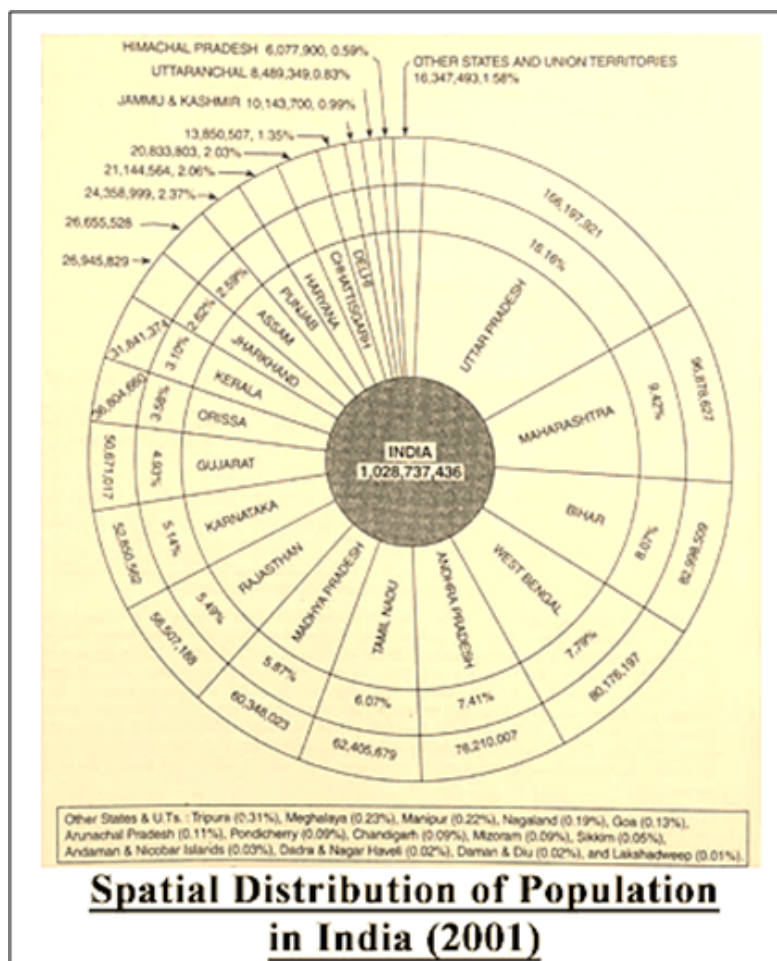 HIMACHAL PRADESH 6,077,900, 0.59%
OTHER STATES AND UNION TERRITORIES
16,347,493,1.58%
UTTARANCHAL 8,489,349,0.83%
JAMMU & KASHMIR 10,143,700, 0.99%
13,850,507, 1.35%
20,833,803, 2.03%
21,144,564, 2.06%
24,358,999, 2.37%
26,655,528
26,945,829
166,197,921
16.16%
UTTAR PRADESH
96,878,627
9.42%
MAHARASHTRA
82,998,509
8.07%
BIHAR
80,176,197
7.79%
WEST BENGAL
76,210,007
7.41%
ANDHRA PRADESH
62,405,679
6.07%
TAMIL NADU
60,348,023
5.87%
MADHYA PRADESH
56,507,188
5.49%
RAJASTHAN
52,850,562
5.14%
KARNATAKA
50,671,017
4.93%
GUJARAT
36,804,660
3.58%
ORISSA
31,841,374
3.10%
KERALA
2.62%
JHARKHAND
2.59%
ASSAM
PUNJAB
HARYANA
CHHATTISGARH
DELHI
INDIA
1,028,737,436
Other States & U.Ts. : Tripura (0.31%), Meghalaya (0.23%), Manipur (0.22%), Nagaland (0.19%), Goa (0.13%),
Arunachal Pradesh (0.11%), Pondicherry (0.09%), Chandigarh (0.09%), Mizoram (0.09%), Sikkim (0.05%),
Andaman & Nicobar Islands (0.03%), Dadra & Nagar Haveli (0.02%), Daman & Diu (0.02%), and Lakshadweep (0.01%).
Spatial Distribution of Population
in India (2001)